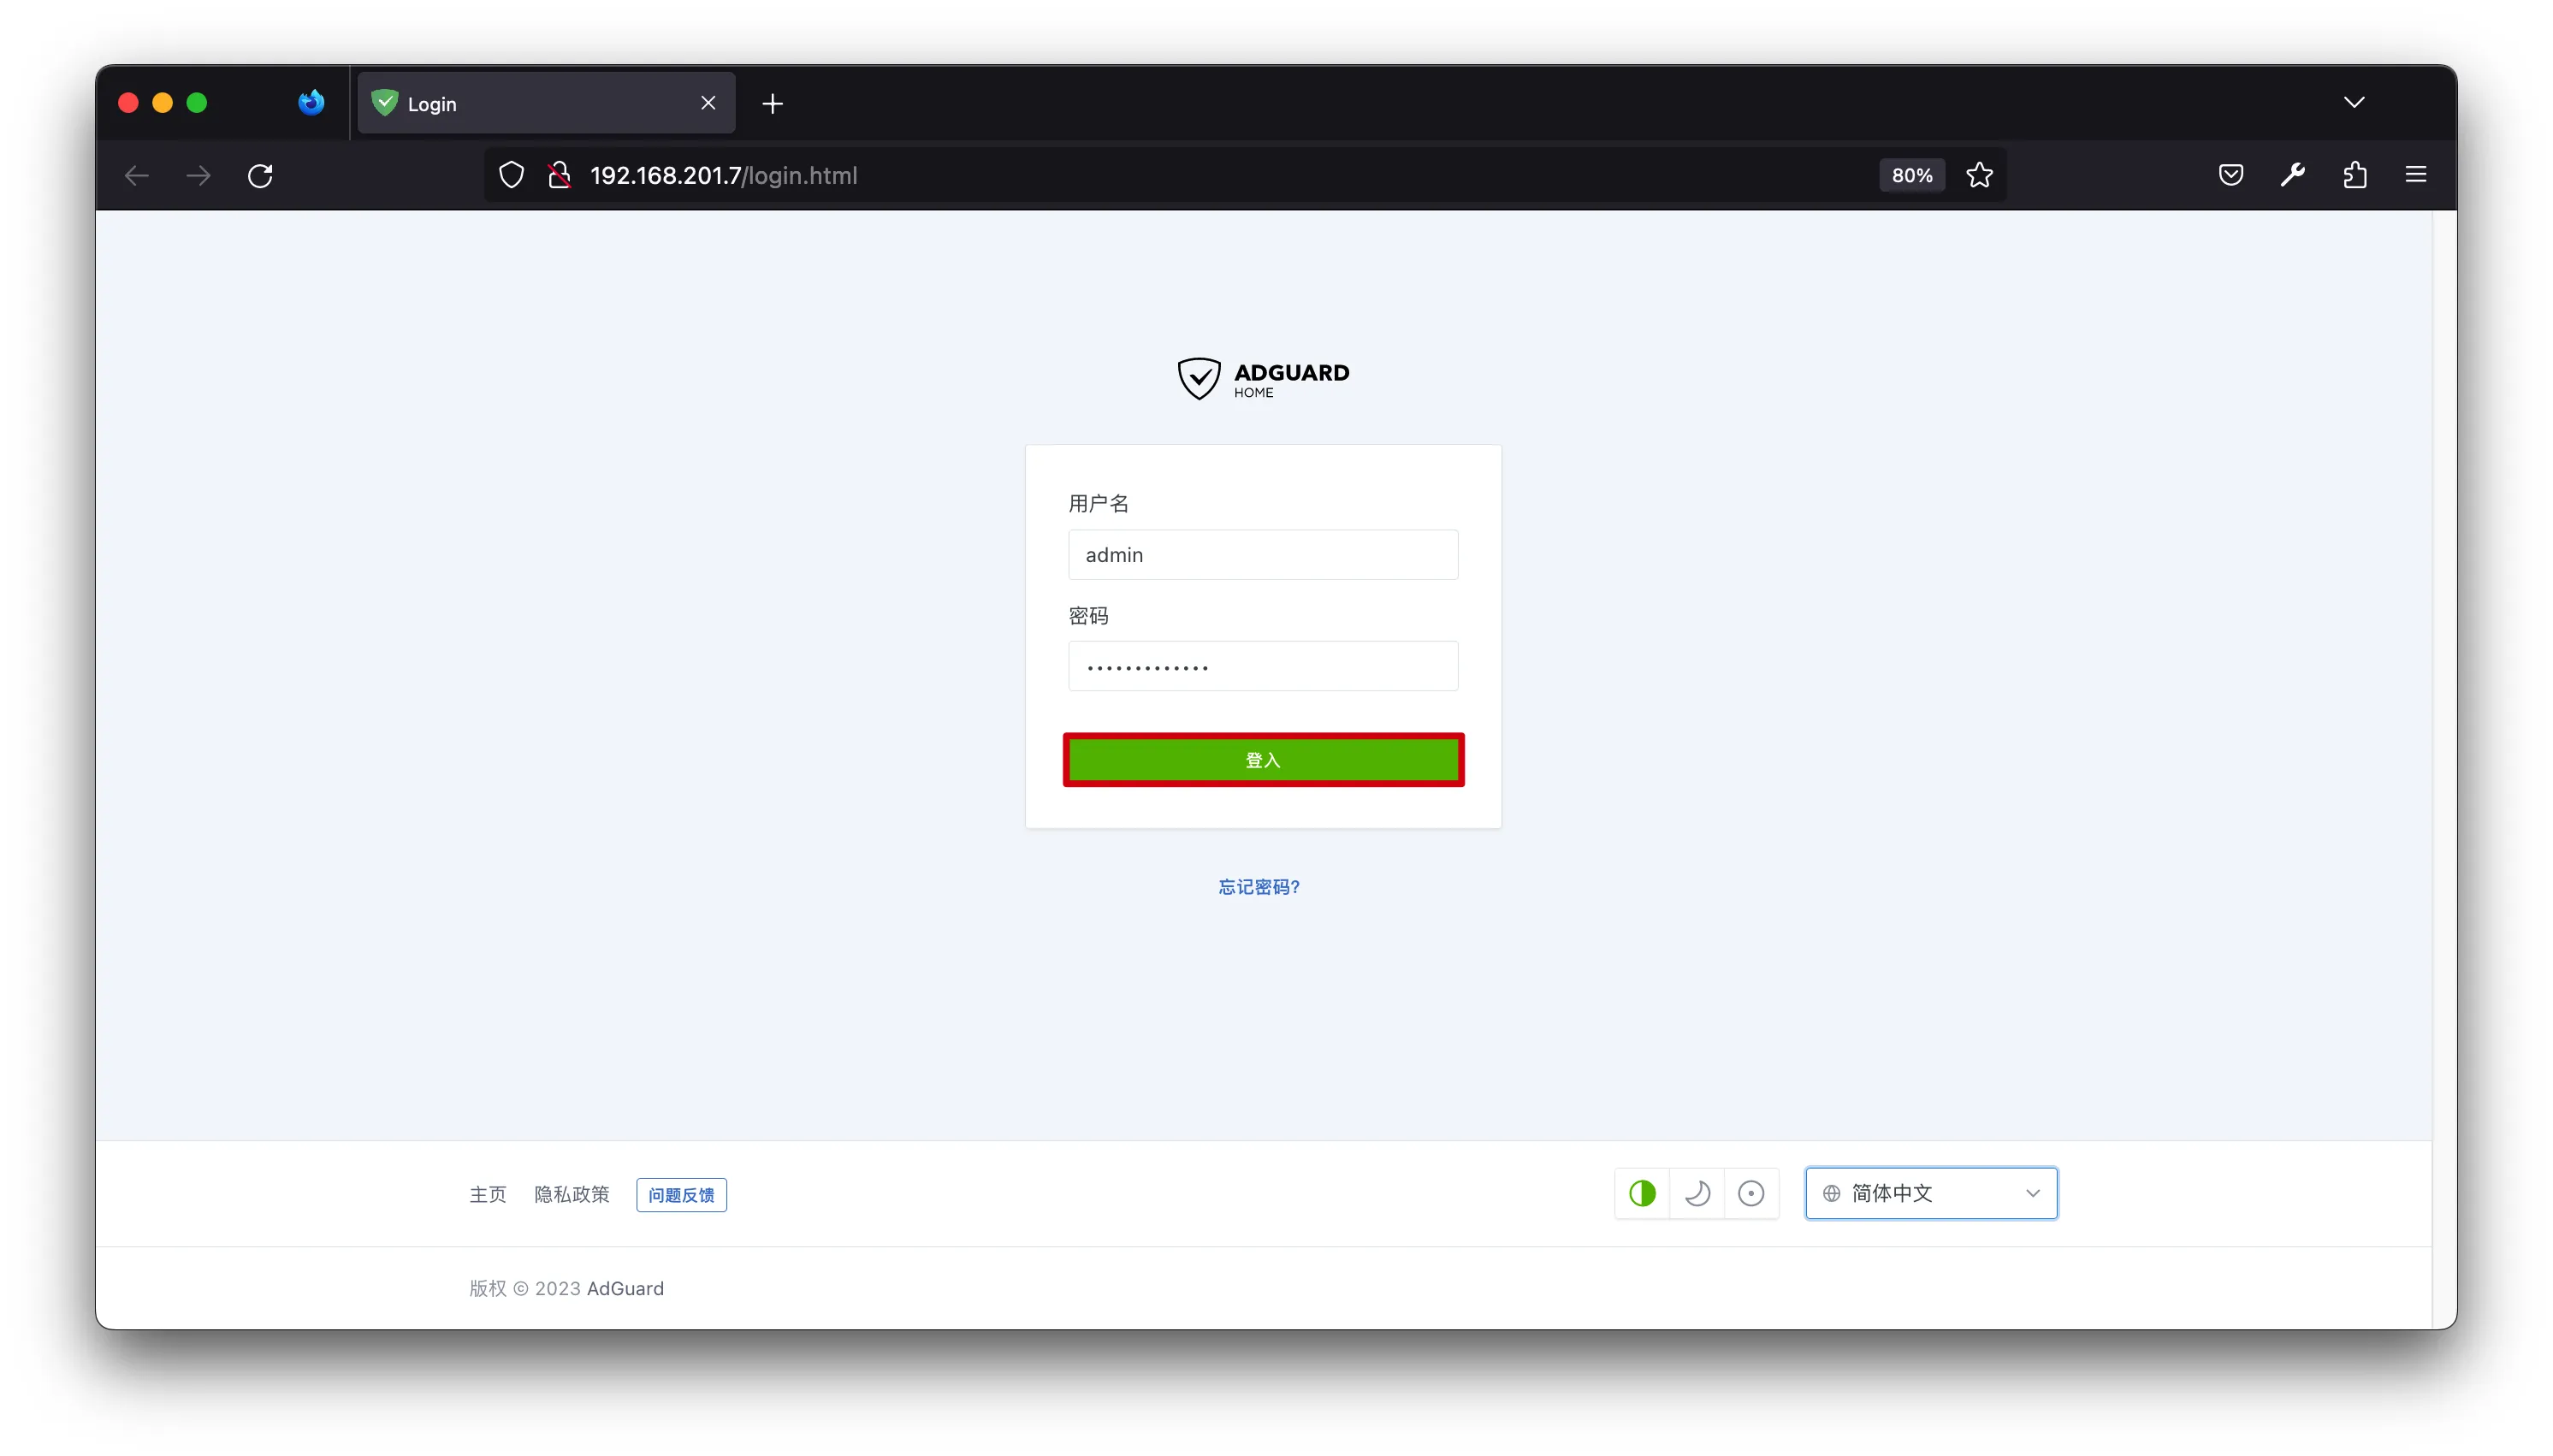 Login
192.168.201.7/login.html
80%
ADGUARD
HOME
用户名
admin
密码
登入
忘记密码?
主页 隐私政策 问题反馈 简体中文
版权 © 2023 AdGuard